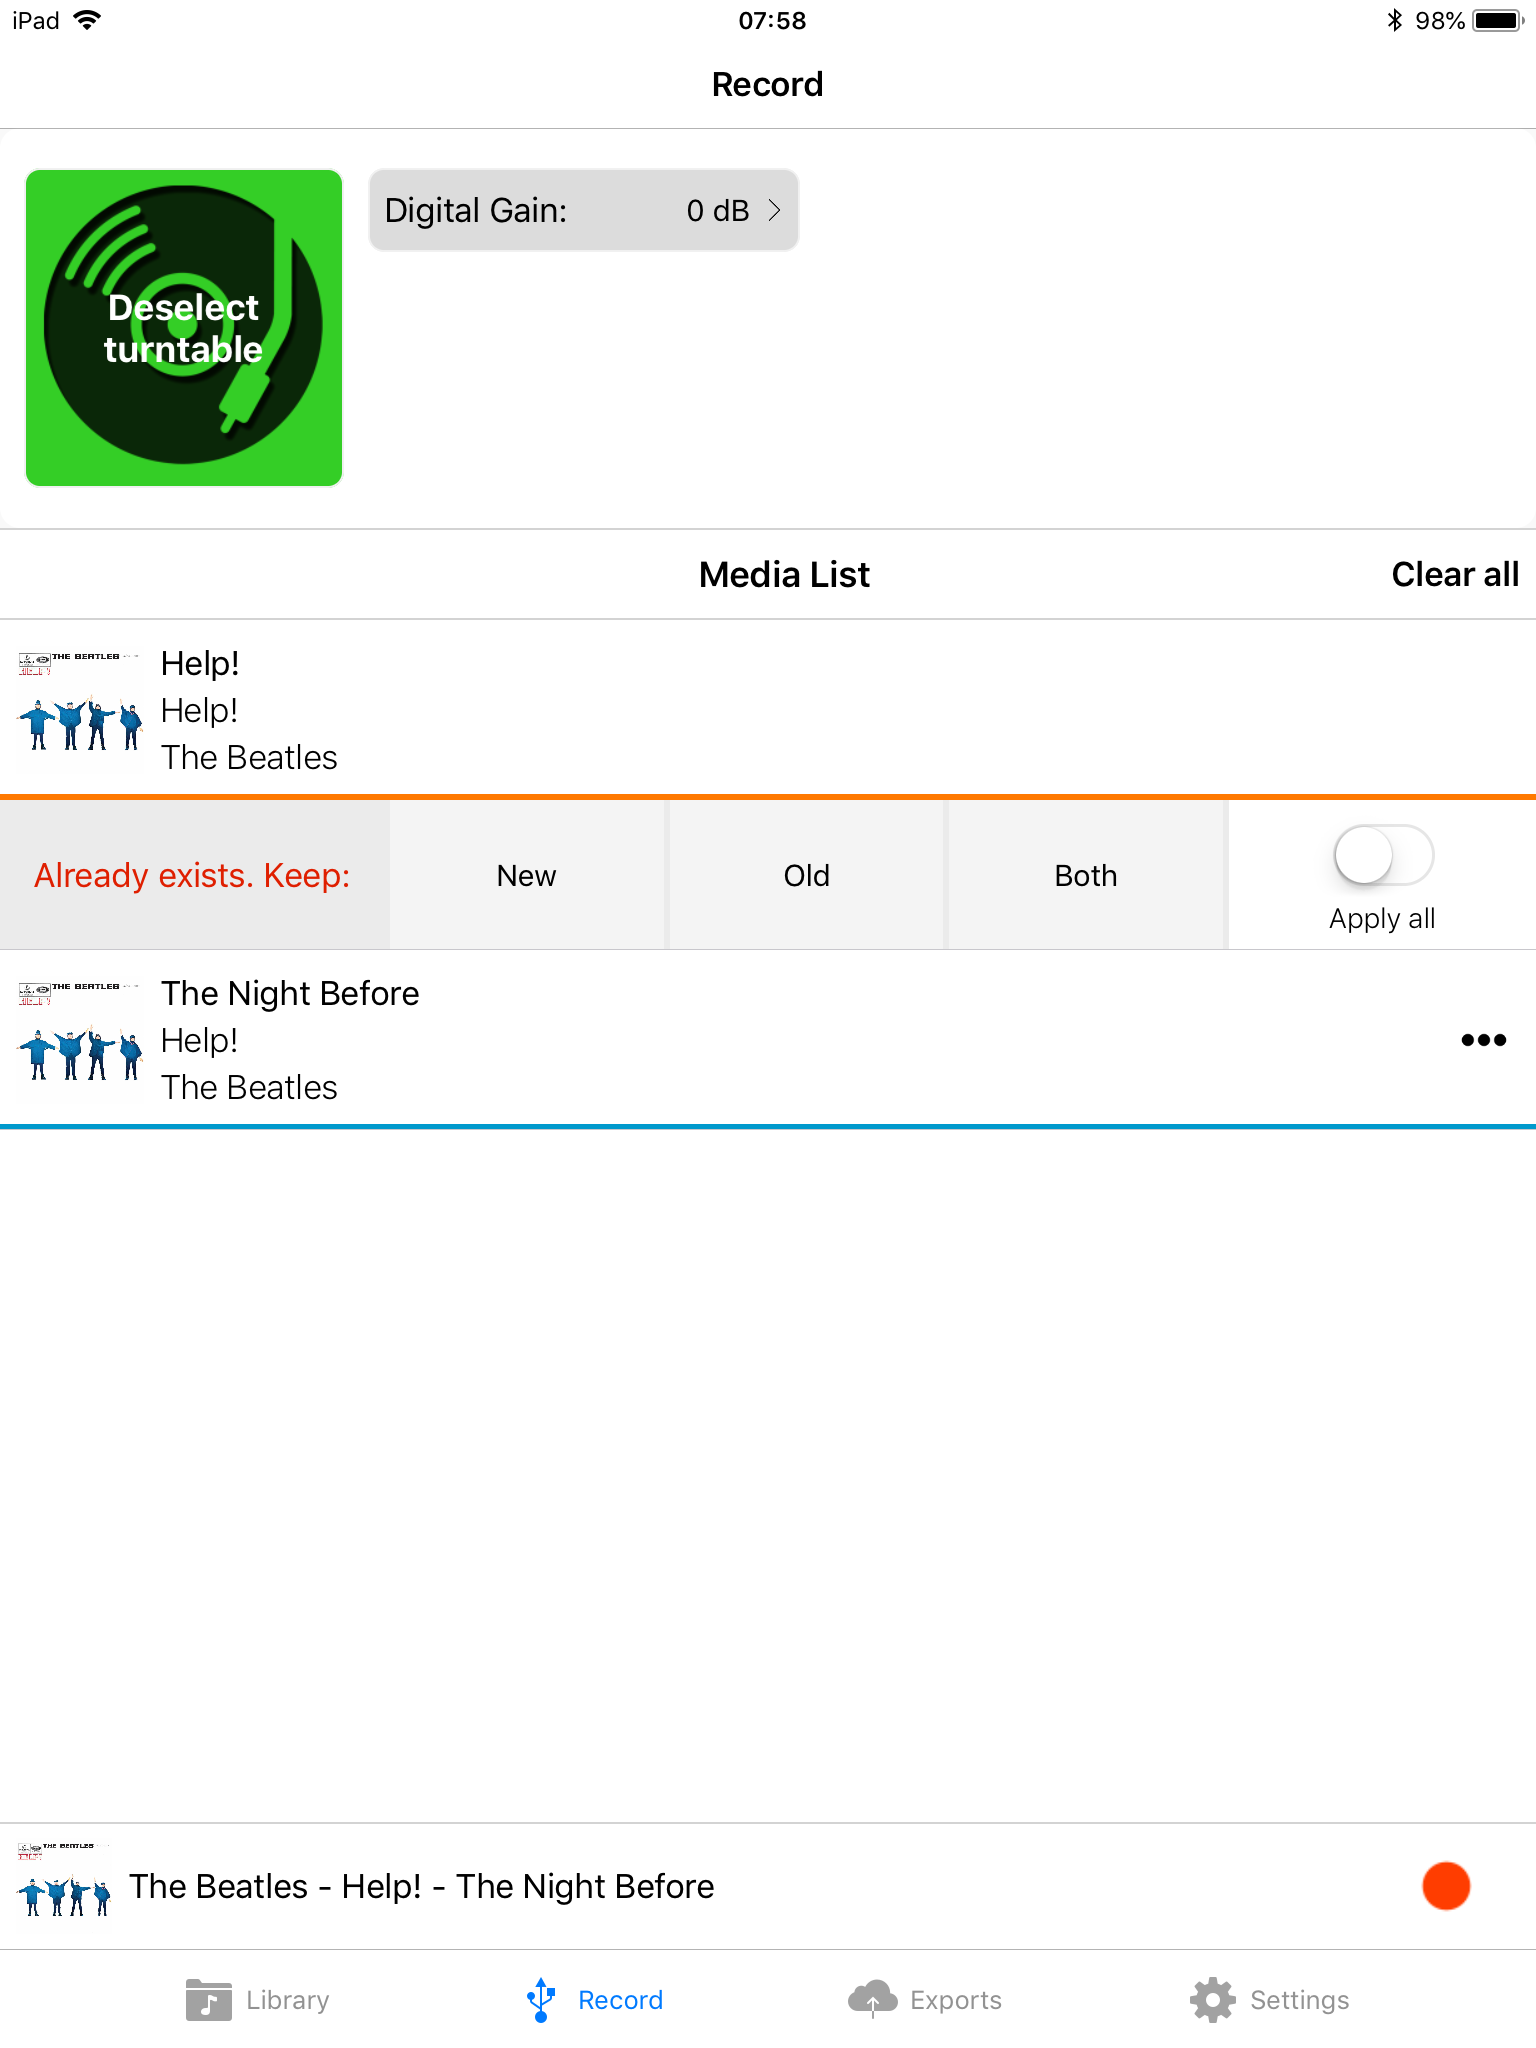 iPad 07:58 98%
Record
Deselect
turntable
Digital Gain: 0 dB
Media List Clear all
THE BEATLES
Help!
Help!
The Beatles
Already exists. Keep: New Old Both Apply all
THE BEATLES
The Night Before
Help!
The Beatles
THE BEATLES
The Beatles - Help! - The Night Before
Library Record Exports Settings